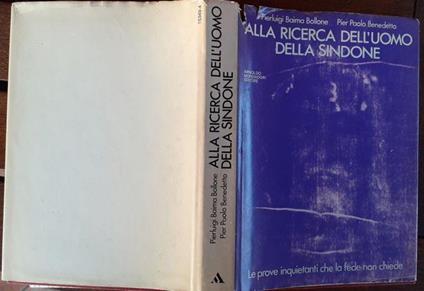 Pierluigi Baima Bollone Pier Paolo Benedetto
ALLA RICERCA DELL'UOMO
DELLA SINDONE
ARNOLDO
MONDADORI
EDITORE
Le prove inquietanti che la fede non chiede
Pierluigi Baima Bollone
Pier Paolo Benedetto
ALLA RICERCA DELL'UOMO
DELLA SINDONE